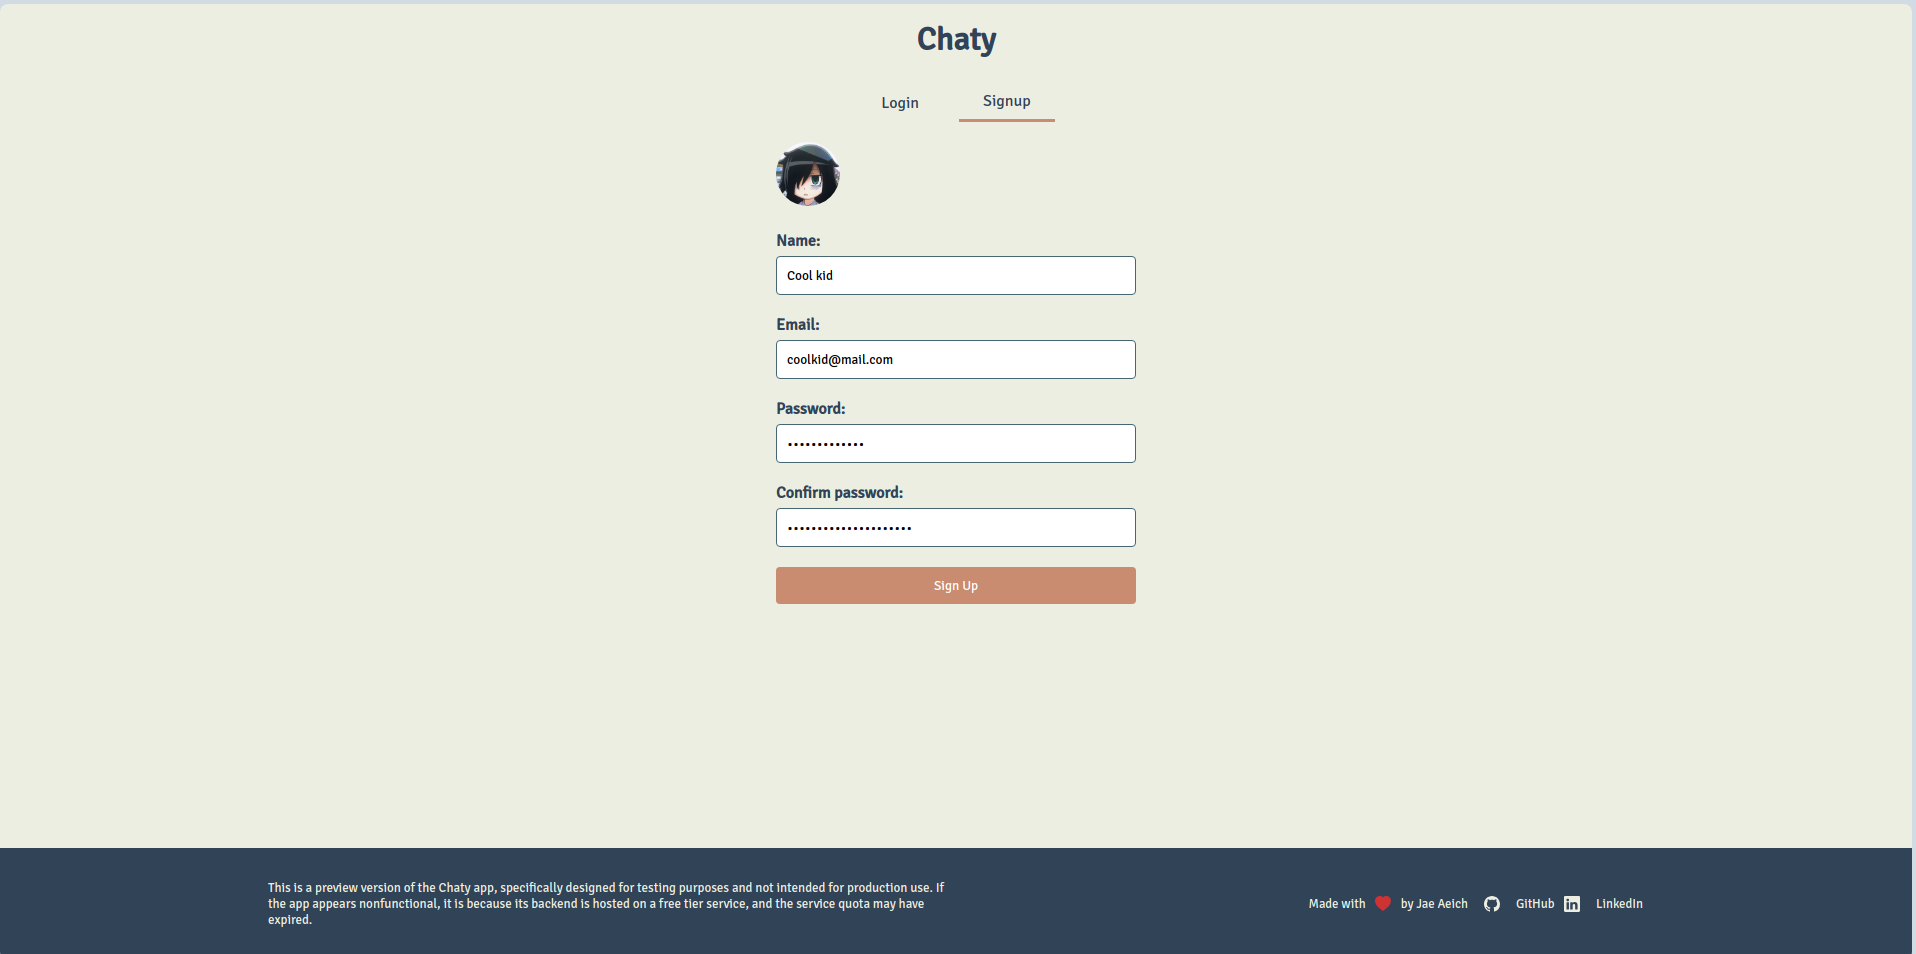 Chaty
Login
Signup
Name:
Cool kid
Email:
coolkid@mail.com
Password:
•••••••••••••
Confirm password:
•••••••••••••••••••••
Sign Up
This is a preview version of the Chaty app, specifically designed for testing purposes and not intended for production use. If
the app appears nonfunctional, it is because its backend is hosted on a free tier service, and the service quota may have
expired.
Made with by Jae Aeich GitHub LinkedIn